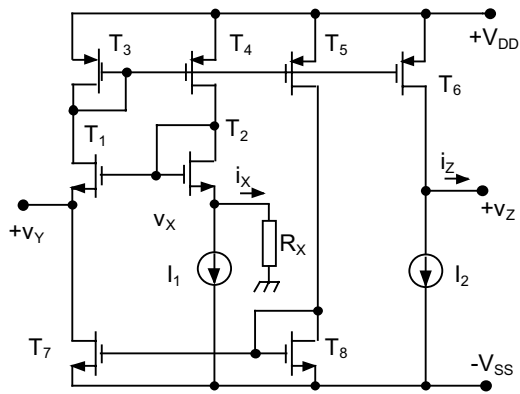 T3
T4
T5
+VDD
T6
T1
T2
iX
iZ
+vY
vX
RX
+vZ
I1
I2
T7
T8
-VSS